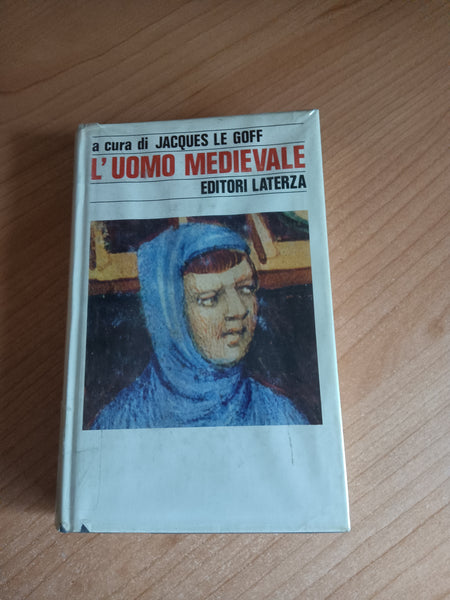 a cura di JACQUES LE GOFF
L'UOMO MEDIEVALE
EDITORI LATERZA